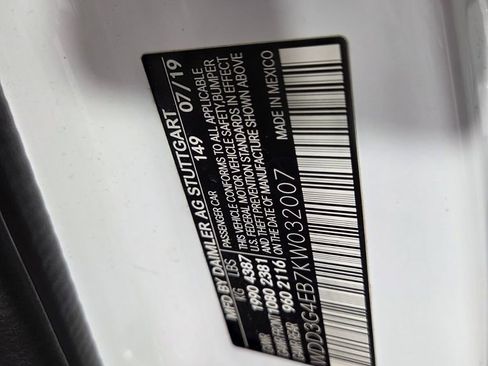 MFD BY DAIMLER AG STUTTGART
149 07/19
KG LBS PASSENGER CAR
1990 4387 THIS VEHICLE CONFORMS TO ALL APPLICABLE
FEDERAL MOTOR VEHICLE SAFETY, BUMPER
1080 2381 AND THEFT PREVENTION STANDARDS IN EFFECT
960 2116 ON THE DATE OF MANUFACTURE SHOWN ABOVE
MADE IN MEXICO
WDD3G4EB7KW032007